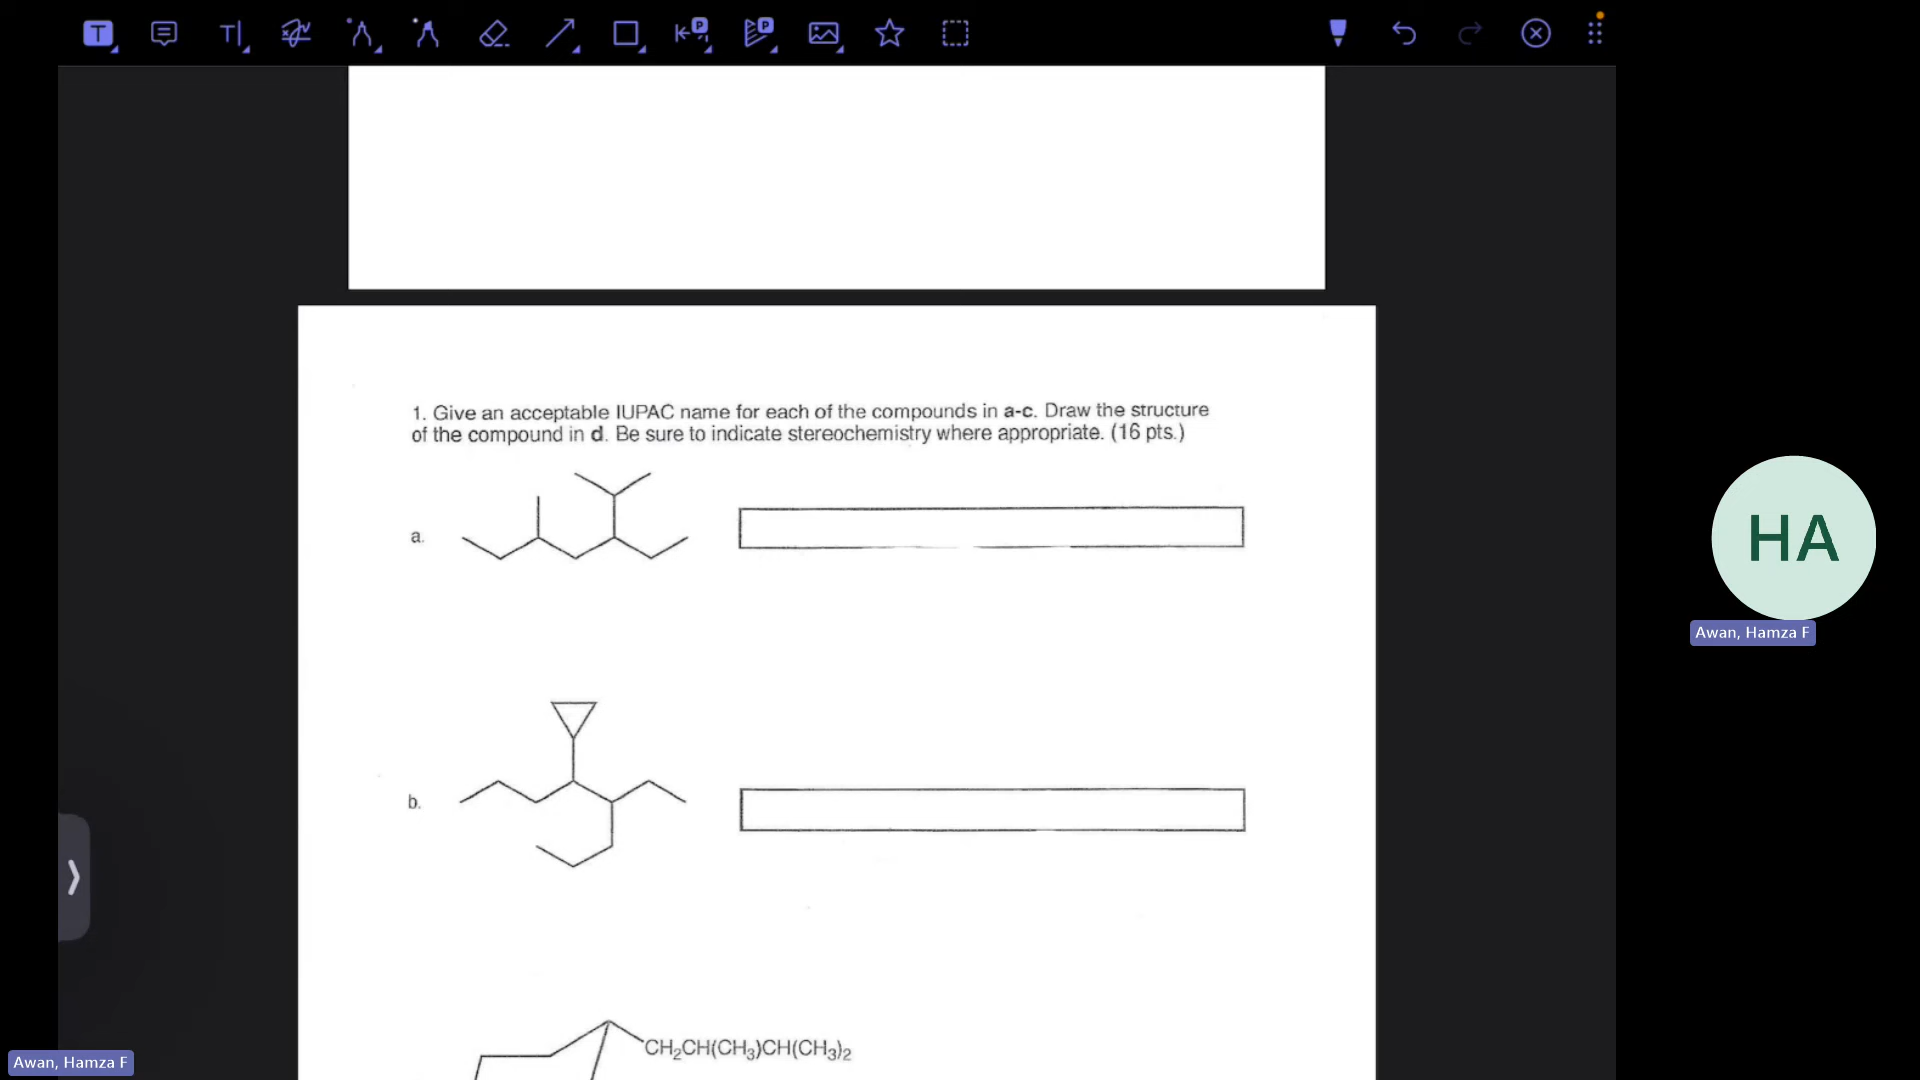 T
T
P
P
1. Give an acceptable IUPAC name for each of the compounds in a-c. Draw the structure
of the compound in d. Be sure to indicate stereochemistry where appropriate. (16 pts.)
a.
b.
CH₂CH(CH₃)CH(CH₃)₂
HA
Awan, Hamza F
Awan, Hamza F